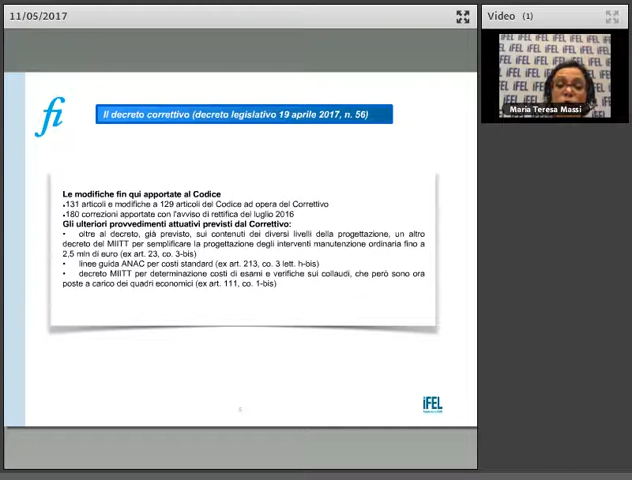 11/05/2017
Video (1)
iFEL
Maria Teresa Massi
fi
Il decreto correttivo (decreto legislativo 19 aprile 2017, n. 56)
Le modifiche fin qui apportate al Codice
•131 articoli e modifiche a 129 articoli del Codice ad opera del Correttivo
•180 correzioni apportate con l'avviso di rettifica del luglio 2016
Gli ulteriori provvedimenti attuativi previsti dal Correttivo:
• oltre al decreto, già previsto, sui contenuti dei diversi livelli della progettazione, un altro
decreto del MIITT per semplificare la progettazione degli interventi manutenzione ordinaria fino a
2,5 mln di euro (ex art. 23, co. 3-bis)
• linee guida ANAC per costi standard (ex art. 213, co. 3 lett. h-bis)
• decreto MIITT per determinazione costi di esami e verifiche sui collaudi, che però sono ora
poste a carico dei quadri economici (ex art. 111, co. 1-bis)
iFEL